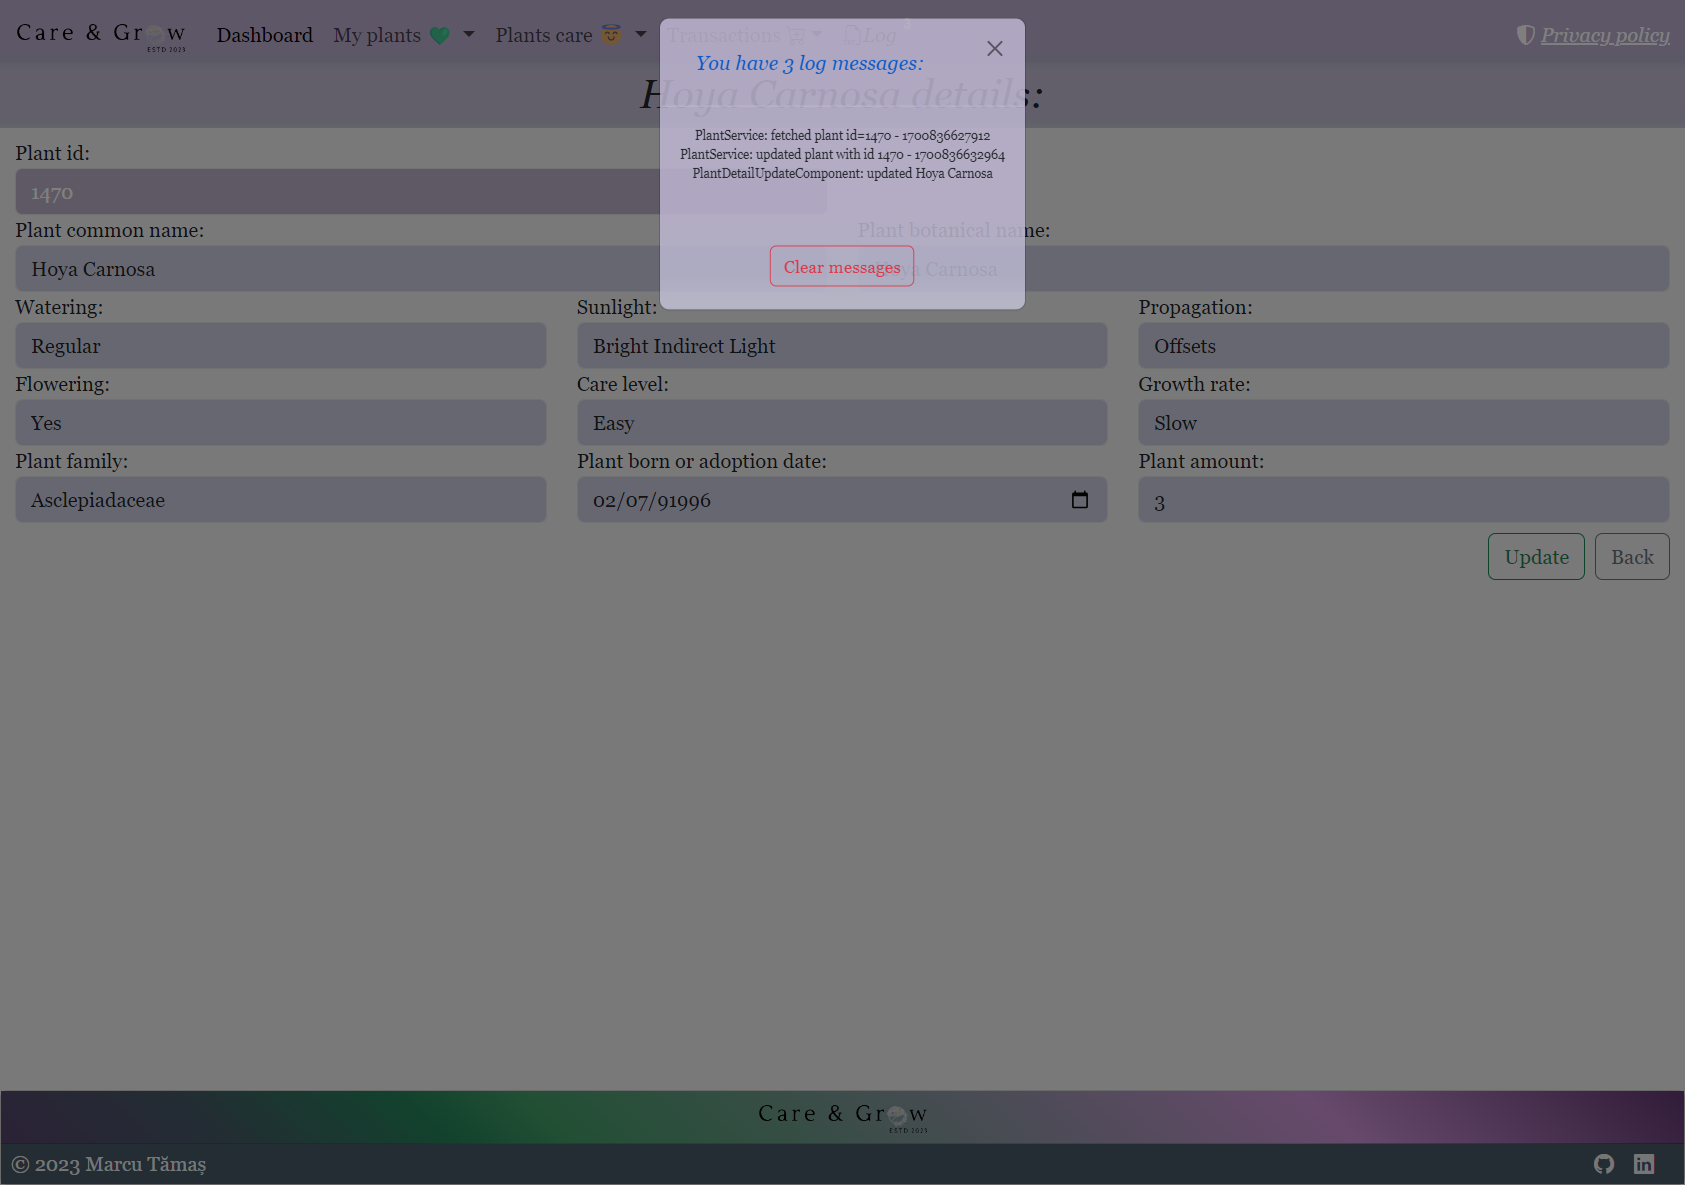 Care & Grow
ESTD 2023
Dashboard
My plants
Plants care
Transactions
Log
Privacy policy
You have 3 log messages:
Hoya Carnosa details:
PlantService: fetched plant id=1470 - 1700836627912
PlantService: updated plant with id 1470 - 1700836632964
PlantDetailUpdateComponent: updated Hoya Carnosa
Clear messages
Plant id:
1470
Plant common name:
Plant botanical name:
Hoya Carnosa
Hoya Carnosa
Watering:
Sunlight:
Propagation:
Regular
Bright Indirect Light
Offsets
Flowering:
Care level:
Growth rate:
Yes
Easy
Slow
Plant family:
Plant born or adoption date:
Plant amount:
Asclepiadaceae
02/07/91996
3
Update
Back
Care & Grow
ESTD 2023
© 2023 Marcu Tămaș
in